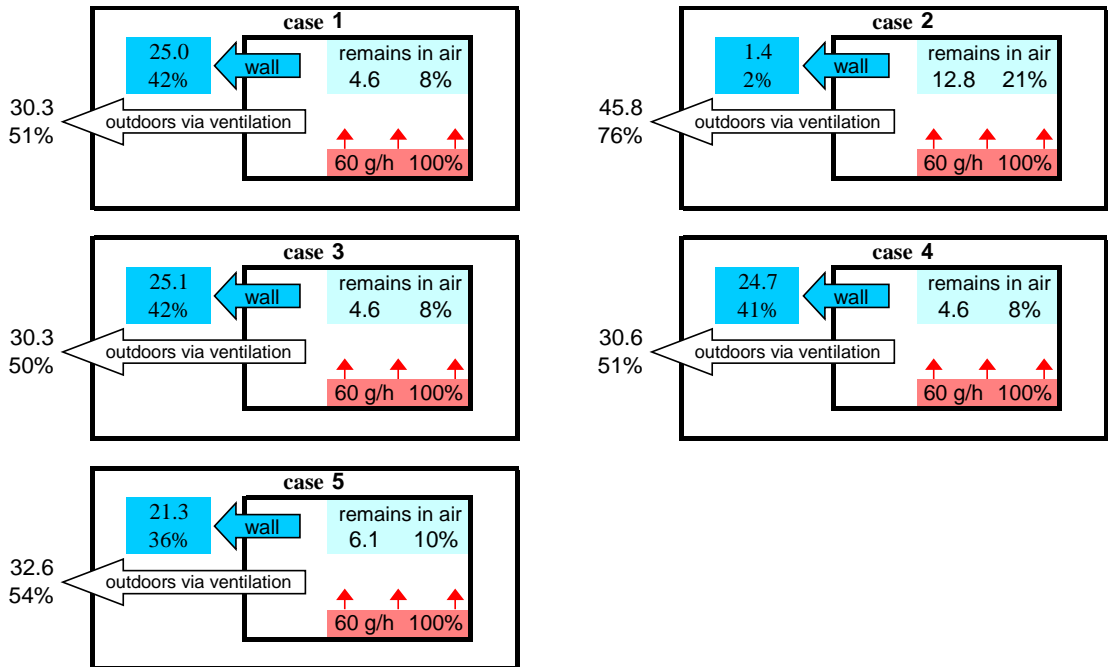 case 1
25.0
42%
wall
remains in air
4.6 8%
30.3
51%
outdoors via ventilation
60 g/h 100%
case 2
1.4
2%
wall
remains in air
12.8 21%
45.8
76%
outdoors via ventilation
60 g/h 100%
case 3
25.1
42%
wall
remains in air
4.6 8%
30.3
50%
outdoors via ventilation
60 g/h 100%
case 4
24.7
41%
wall
remains in air
4.6 8%
30.6
51%
outdoors via ventilation
60 g/h 100%
case 5
21.3
36%
wall
remains in air
6.1 10%
32.6
54%
outdoors via ventilation
60 g/h 100%